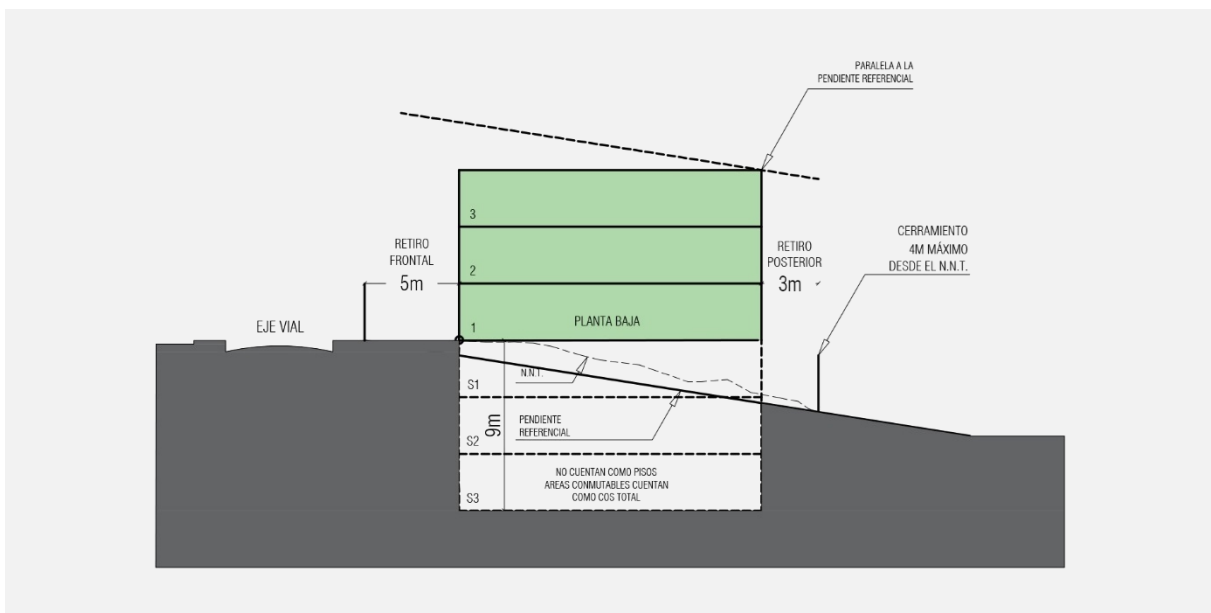 PARALELA A LA
PENDIENTE REFERENCIAL
3
RETIRO
FRONTAL
5m
2
RETIRO
POSTERIOR
3m
CERRAMIENTO
4M MÁXIMO
DESDE EL N.N.T.
EJE VIAL
1
PLANTA BAJA
N.N.T.
S1
9m
PENDIENTE
REFERENCIAL
S2
NO CUENTAN COMO PISOS
AREAS CONMUTABLES CUENTAN
COMO COS TOTAL
S3